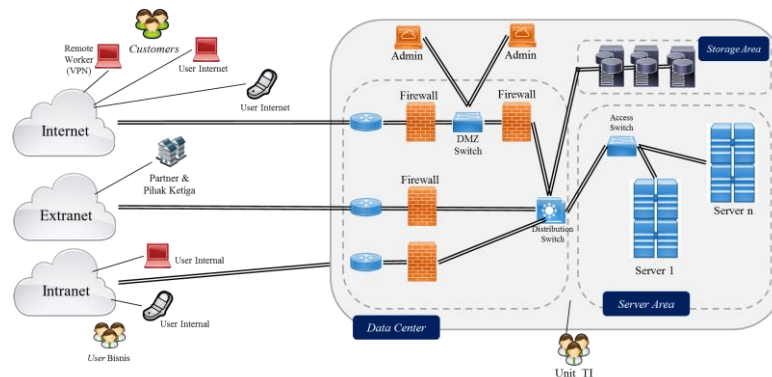 Customers
Remote
Worker
(VPN)
User Internet
User Internet
Internet
Partner &
Pihak Ketiga
Extranet
User Internal
Intranet
User Internal
User Bisnis
Admin
Admin
Firewall
Firewall
DMZ
Switch
Firewall
Distribution
Switch
Data Center
Storage Area
Access
Switch
Server n
Server 1
Server Area
Unit TI